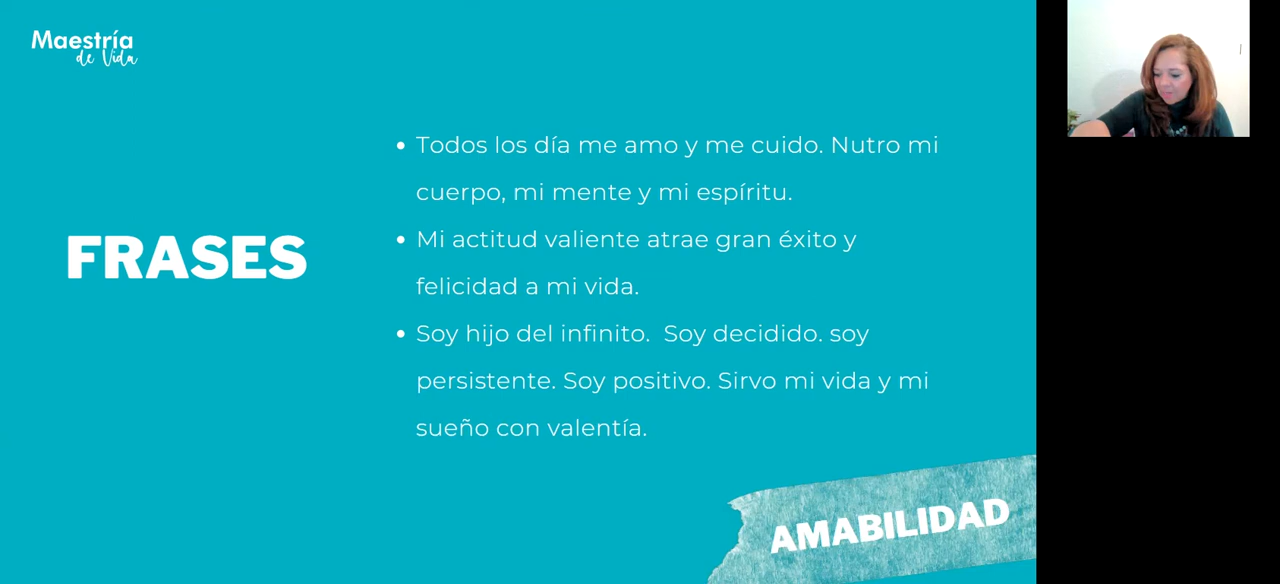 Maestría
de Vida
FRASES
• Todos los día me amo y me cuido. Nutro mi
cuerpo, mi mente y mi espíritu.
• Mi actitud valiente atrae gran éxito y
felicidad a mi vida.
• Soy hijo del infinito.  Soy decidido. soy
persistente. Soy positivo. Sirvo mi vida y mi
sueño con valentía.
AMABILIDAD